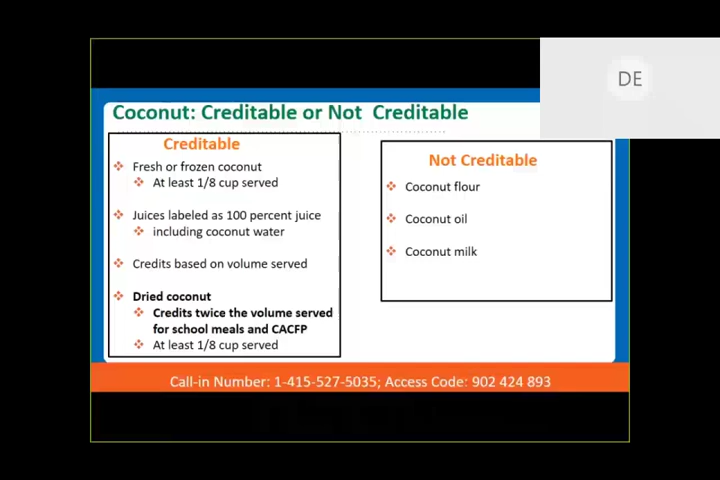 DE
Coconut: Creditable or Not Creditable
Creditable
Fresh or frozen coconut
At least 1/8 cup served
Juices labeled as 100 percent juice
including coconut water
Credits based on volume served
Dried coconut
Credits twice the volume served
for school meals and CACFP
At least 1/8 cup served
Not Creditable
Coconut flour
Coconut oil
Coconut milk
Call-in Number: 1-415-527-5035; Access Code: 902 424 893